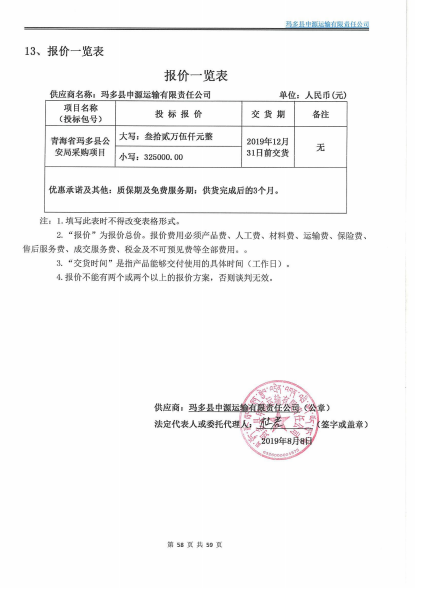 玛多县申源运输有限责任公司
13、报价一览表
报价一览表
供应商名称：玛多县申源运输有限责任公司 单位：人民币(元)
项目名称
（投标包号） 投 标 报 价 交 货 期 备注
青海省玛多县公
安局采购项目 大写：叁拾贰万伍仟元整 2019年12月
31日前交货 无
小写：325000.00
优惠承诺及其他：质保期及免费服务期：供货完成后的3个月。
注：1.填写此表时不得改变表格形式。
2.“报价”为报价总价。报价费用必须产品费、人工费、材料费、运输费、保险费、
售后服务费、成交服务费、税金及不可预见费等全部费用。。
3.“交货时间”是指产品能够交付使用的具体时间（工作日）。
4.报价不能有两个或两个以上的报价方案，否则谈判无效。
供应商：玛多县申源运输有限责任公司（公章）
法定代表人或委托代理人： （签字或盖章）
2019年8月8日
第 58 页 共 59 页